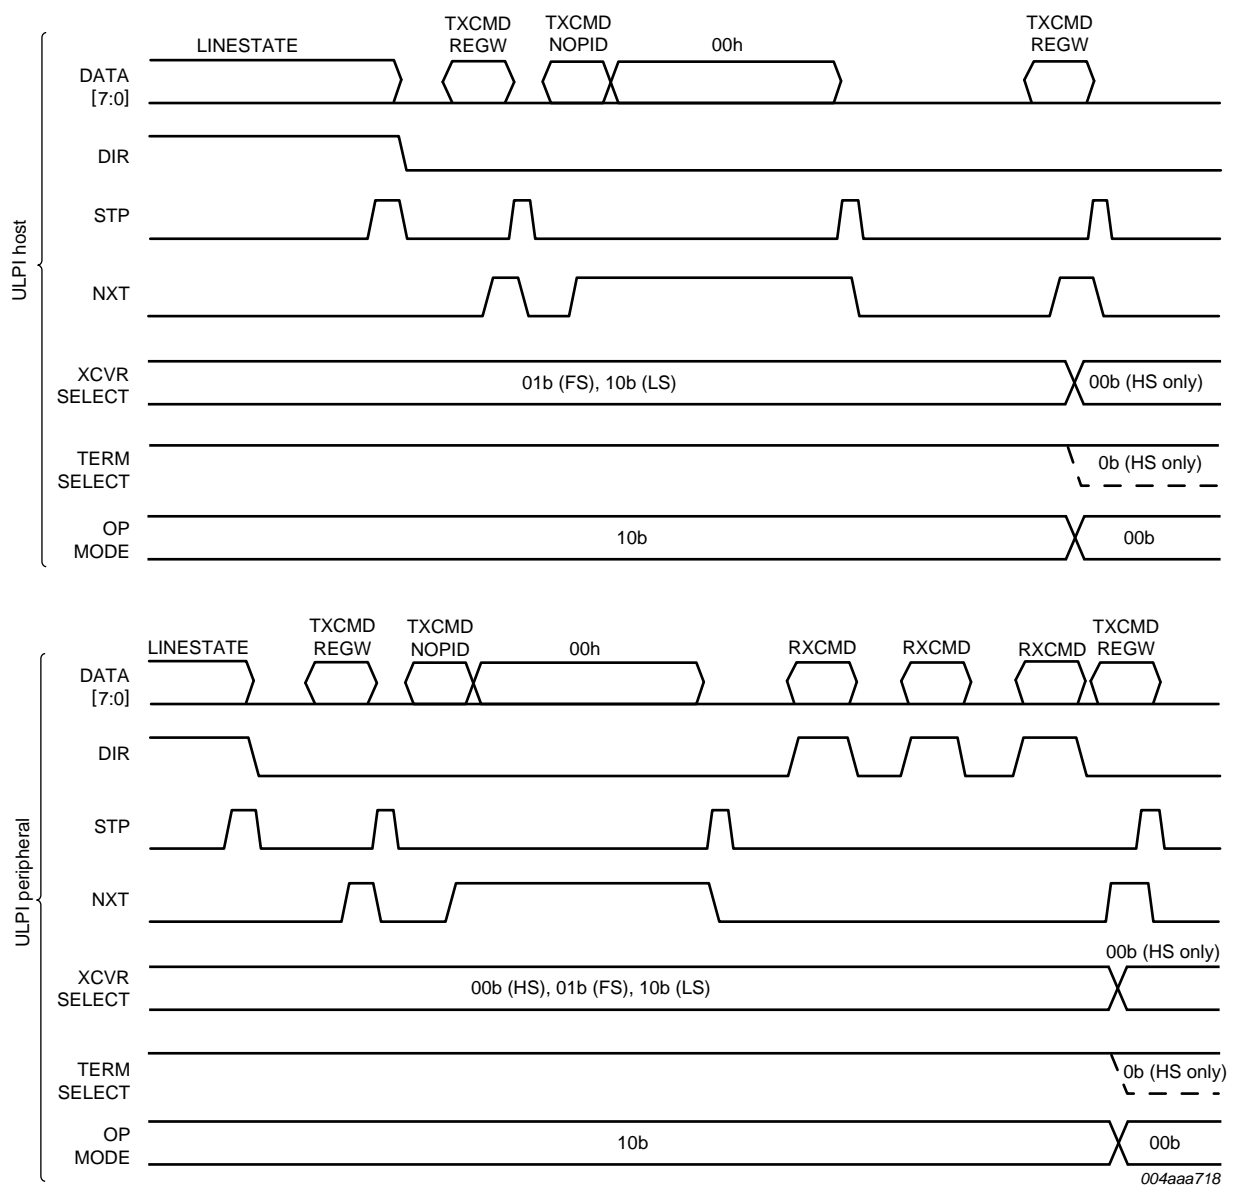 TXCMD
REGW
TXCMD
NOPID
TXCMD
REGW
LINESTATE
00h
DATA
[7:0]
DIR
STP
ULPI host
NXT
XCVR
SELECT
01b (FS), 10b (LS)
00b (HS only)
TERM
SELECT
0b (HS only)
OP
MODE
10b
00b
TXCMD
REGW
TXCMD
NOPID
TXCMD
REGW
LINESTATE
00h
RXCMD
RXCMD
RXCMD
DATA
[7:0]
DIR
STP
ULPI peripheral
NXT
XCVR
SELECT
00b (HS), 01b (FS), 10b (LS)
00b (HS only)
TERM
SELECT
0b (HS only)
OP
MODE
10b
00b
004aaa718